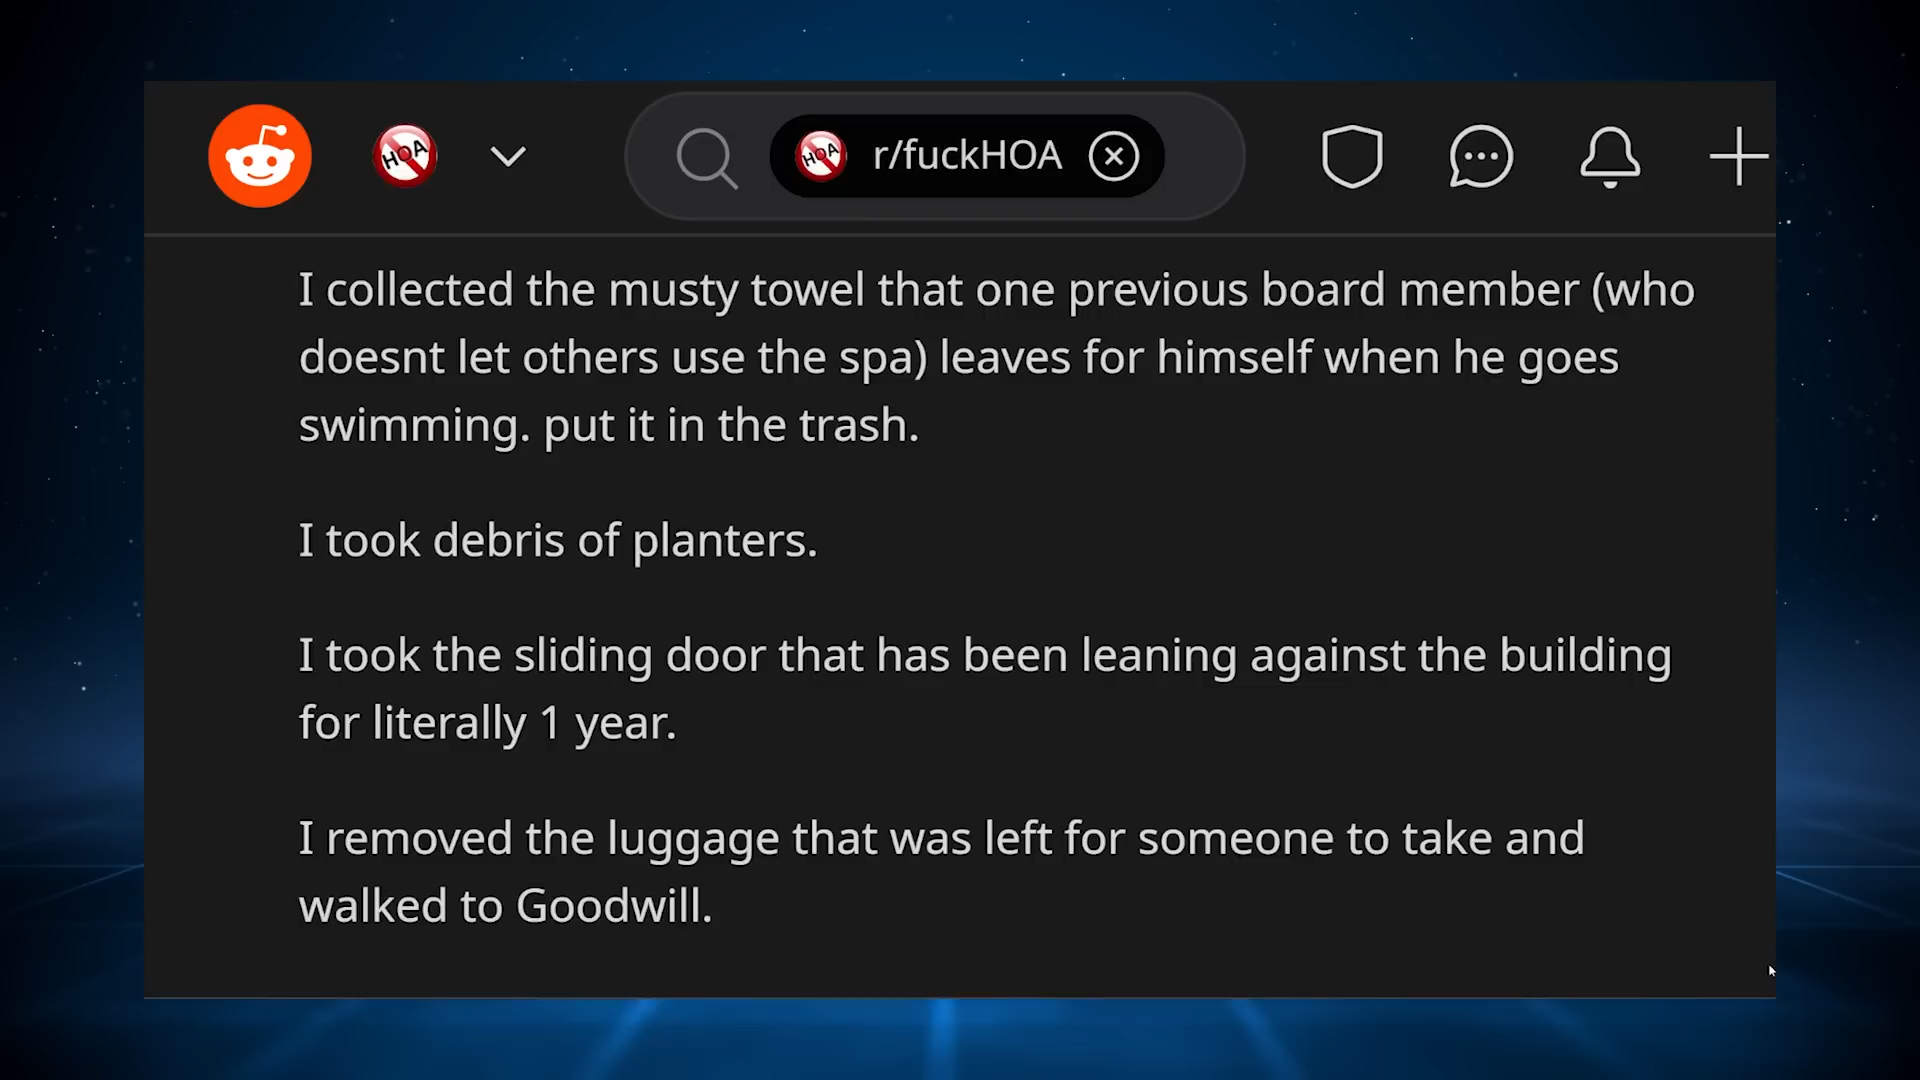 HOA
HOA r/fuckHOA
I collected the musty towel that one previous board member (who
doesnt let others use the spa) leaves for himself when he goes
swimming. put it in the trash.
I took debris of planters.
I took the sliding door that has been leaning against the building
for literally 1 year.
I removed the luggage that was left for someone to take and
walked to Goodwill.